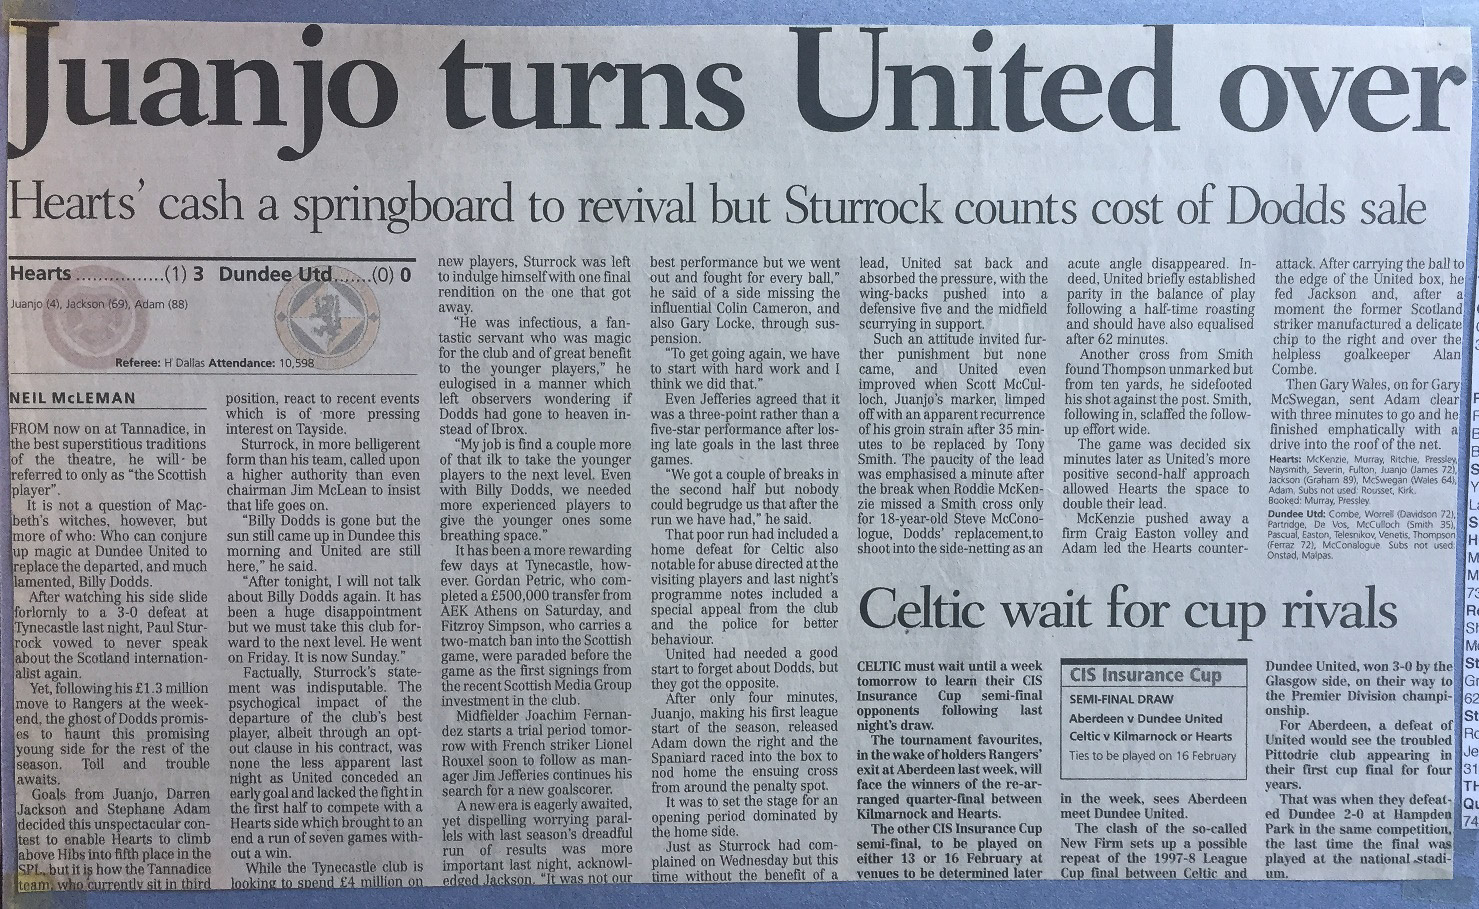 Juanjo turns United over
Hearts' cash a springboard to revival but Sturrock counts cost of Dodds sale
Hearts....................(1) 3 Dundee Utd.......(0) 0
Juanjo (4), Jackson (69), Adam (88)
Referee: H Dallas Attendance: 10,598
NEIL McLEMAN
FROM now on at Tannadice, in
the best superstitious traditions
of the theatre, he will be
referred to only as “the Scottish
player”.
It is not a question of Mac-
beth's witches, however, but
more of who: Who can conjure
up magic at Dundee United to
replace the departed, and much
lamented, Billy Dodds.
After watching his side slide
forlornly to a 3-0 defeat at
Tynecastle last night, Paul Stur-
rock vowed to never speak
about the Scotland internation-
alist again.
Yet, following his £1.3 million
move to Rangers at the week-
end, the ghost of Dodds promis-
es to haunt this promising
young side for the rest of the
season. Toll and trouble
awaits.
Goals from Juanjo, Darren
Jackson and Stephane Adam
decided this unspectacular con-
test to enable Hearts to climb
above Hibs into fifth place in the
SPL, but it is how the Tannadice
team, who currently sit in third
position, react to recent events
which is of more pressing
interest on Tayside.
Sturrock, in more belligerent
form than his team, called upon
a higher authority than even
chairman Jim McLean to insist
that life goes on.
“Billy Dodds is gone but the
sun still came up in Dundee this
morning and United are still
here,” he said.
“After tonight, I will not talk
about Billy Dodds again. It has
been a huge disappointment
but we must take this club for-
ward to the next level. He went
on Friday. It is now Sunday.”
Factually, Sturrock's state-
ment was indisputable. The
psychogical impact of the
departure of the club's best
player, albeit through an opt-
out clause in his contract, was
none the less apparent last
night as United conceded an
early goal and lacked the fight in
the first half to compete with a
Hearts side which brought to an
end a run of seven games with-
out a win.
While the Tynecastle club is
looking to spend £4 million on
new players, Sturrock was left
to indulge himself with one final
rendition on the one that got
away.
“He was infectious, a fan-
tastic servant who was magic
for the club and of great benefit
to the younger players,” he
eulogised in a manner which
left observers wondering if
Dodds had gone to heaven in-
stead of Ibrox.
“My job is find a couple more
of that ilk to take the younger
players to the next level. Even
with Billy Dodds, we needed
more experienced players to
give the younger ones some
breathing space.”
It has been a more rewarding
few days at Tynecastle, how-
ever. Gordan Petric, who com-
pleted a £500,000 transfer from
AEK Athens on Saturday, and
Fitzroy Simpson, who carries a
two-match ban into the Scottish
game, were paraded before the
game as the first signings from
the recent Scottish Media Group
investment in the club.
Midfielder Joachim Fernan-
dez starts a trial period tomor-
row with French striker Lionel
Rouxel soon to follow as man-
ager Jim Jefferies continues his
search for a new goalscorer.
A new era is eagerly awaited,
yet dispelling worrying paral-
lels with last season's dreadful
run of results was more
important last night, acknowl-
edged Jackson. “It was not our
best performance but we went
out and fought for every ball,”
he said of a side missing the
influential Colin Cameron, and
also Gary Locke, through sus-
pension.
“To get going again, we have
to start with hard work and I
think we did that.”
Even Jefferies agreed that it
was a three-point rather than a
five-star performance after los-
ing late goals in the last three
games.
“We got a couple of breaks in
the second half but nobody
could begrudge us that after the
run we have had,” he said.
That poor run had included a
home defeat for Celtic also
notable for abuse directed at the
visiting players and last night's
programme notes included a
special appeal from the club
and the police for better
behaviour.
United had needed a good
start to forget about Dodds, but
they got the opposite.
After only four minutes,
Juanjo, making his first league
start of the season, released
Adam down the right and the
Spaniard raced into the box to
nod home the ensuing cross
from around the penalty spot.
It was to set the stage for an
opening period dominated by
the home side.
Just as Sturrock had com-
plained on Wednesday but this
time without the benefit of a
lead, United sat back and
absorbed the pressure, with the
wing-backs pushed into a
defensive five and the midfield
scurrying in support.
Such an attitude invited fur-
ther punishment but none
came, and United even
improved when Scott McCul-
loch, Juanjo's marker, limped
off with an apparent recurrence
of his groin strain after 35 min-
utes to be replaced by Tony
Smith. The paucity of the lead
was emphasised a minute after
the break when Roddie McKen-
zie missed a Smith cross only
for 18-year-old Steve McCono-
logue, Dodds' replacement,to
shoot into the side-netting as an
acute angle disappeared. In-
deed, United briefly established
parity in the balance of play
following a half-time roasting
and should have also equalised
after 62 minutes.
Another cross from Smith
found Thompson unmarked but
from ten yards, he sidefooted
his shot against the post. Smith,
following in, sclaffed the follow-
up effort wide.
The game was decided six
minutes later as United's more
positive second-half approach
allowed Hearts the space to
double their lead.
McKenzie pushed away a
firm Craig Easton volley and
Adam led the Hearts counter-
attack. After carrying the ball to
the edge of the United box, he
fed Jackson and, after a
moment the former Scotland
striker manufactured a delicate
chip to the right and over the
helpless goalkeeper Alan
Combe.
Then Gary Wales, on for Gary
McSwegan, sent Adam clear
with three minutes to go and he
finished emphatically with a
drive into the roof of the net.
Hearts: McKenzie, Murray, Ritchie, Pressley,
Naysmith, Severin, Fulton, Juanjo (James 72),
Jackson (Graham 89), McSwegan (Wales 64),
Adam. Subs not used: Rousset, Kirk.
Booked: Murray, Pressley.
Dundee Utd: Combe, Worrell (Davidson 72),
Partridge, De Vos, McCulloch (Smith 35),
Pascual, Easton, Telesnikov, Venetis, Thompson
(Ferraz 72), McConalogue Subs not used:
Onstad, Malpas.
Celtic wait for cup rivals
CELTIC must wait until a week
tomorrow to learn their CIS
Insurance Cup semi-final
opponents following last
night's draw.
The tournament favourites,
in the wake of holders Rangers'
exit at Aberdeen last week, will
face the winners of the re-ar-
ranged quarter-final between
Kilmarnock and Hearts.
The other CIS Insurance Cup
semi-final, to be played on
either 13 or 16 February at
venues to be determined later
CIS Insurance Cup
SEMI-FINAL DRAW
Aberdeen v Dundee United
Celtic v Kilmarnock or Hearts
Ties to be played on 16 February
in the week, sees Aberdeen
meet Dundee United.
The clash of the so-called
New Firm sets up a possible
repeat of the 1997-8 League
Cup final between Celtic and
Dundee United, won 3-0 by the
Glasgow side, on their way to
the Premier Division champi-
onship.
For Aberdeen, a defeat of
United would see the troubled
Pittodrie club appearing in
their first cup final for four
years.
That was when they defeat-
ed Dundee 2-0 at Hampden
Park in the same competition,
the last time the final was
played at the national stadi-
um.